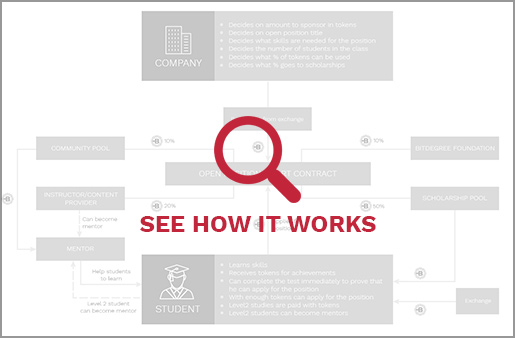 COMPANY
Decides on amount to sponsor in tokens
Decides on open position title
Decides what skills are needed for the position
Decides the number of students in the class
Decides what % of tokens can be used
Decides what % goes to scholarships
exchange
COMMUNITY POOL
10%
10%
BITDEGREE FOUNDATION
OPEN CONTRACT
INSTRUCTOR/CONTENT
PROVIDER
20%
50%
SCHOLARSHIP POOL
Can become
mentor
SEE HOW IT WORKS
MENTOR
Help students
to learn
Level 2 student
can become mentor
STUDENT
Learns skills
Receives tokens for achievements
Can complete the test immediately to prove that
he can apply for the position
With enough tokens can apply for the position
Level2 studies are paid with tokens
Level2 students can become mentors
Exchange